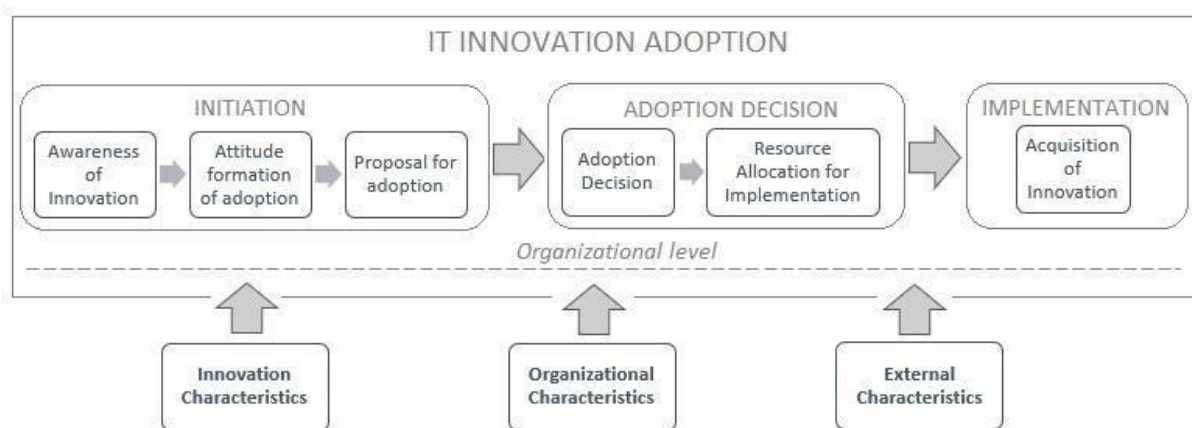 IT INNOVATION ADOPTION
INITIATION
Awareness
of
Innovation
Attitude
formation
of adoption
Proposal for
adoption
ADOPTION DECISION
Adoption
Decision
Resource
Allocation for
Implementation
IMPLEMENTATION
Acquisition
of
Innovation
Organizational level
Innovation
Characteristics
Organizational
Characteristics
External
Characteristics